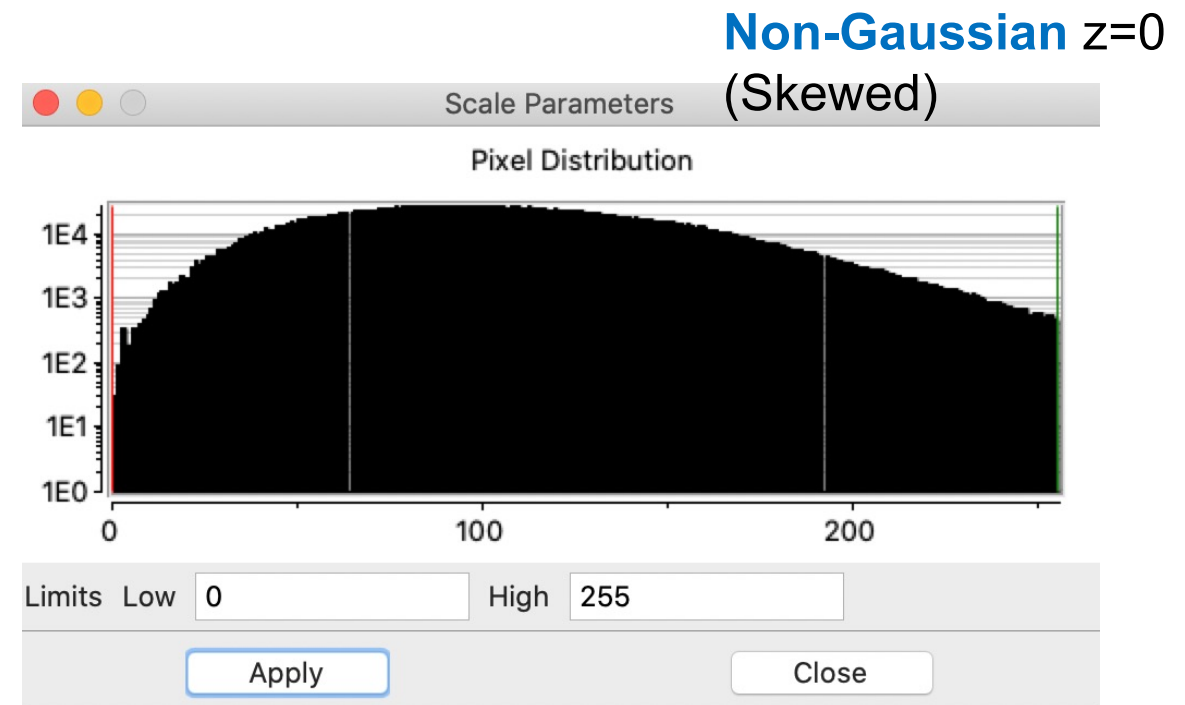 Non-Gaussian z=0
(Skewed)
Scale Parameters
Pixel Distribution
1E4
1E3
1E2
1E1
1E0
0 100 200
Limits Low 0 High 255
Apply Close